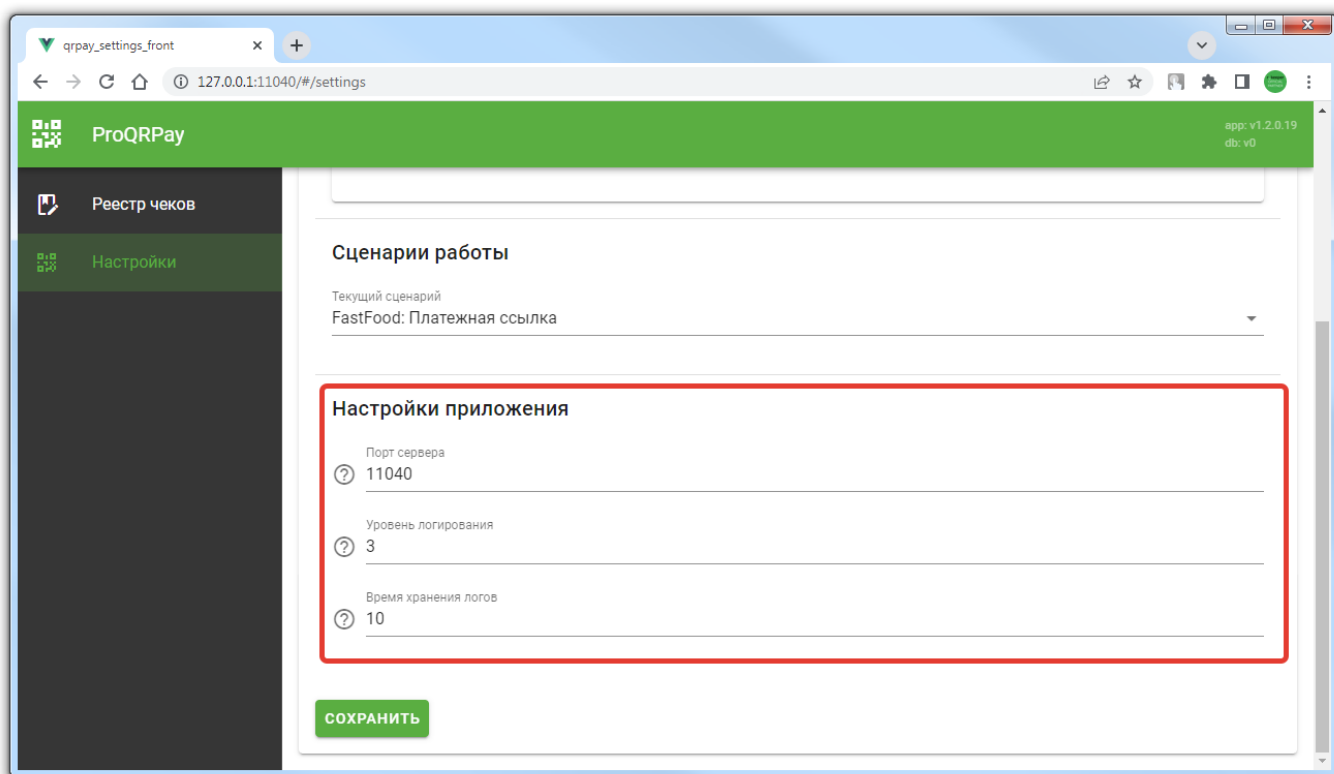 qrpay_settings_front
127.0.0.1:11040/#/settings
ProQRPay
app: v1.2.0.19
db: v0
Реестр чеков
Настройки
Сценарии работы
Текущий сценарий
FastFood: Платежная ссылка
Настройки приложения
Порт сервера
11040
Уровень логирования
3
Время хранения логов
10
СОХРАНИТЬ